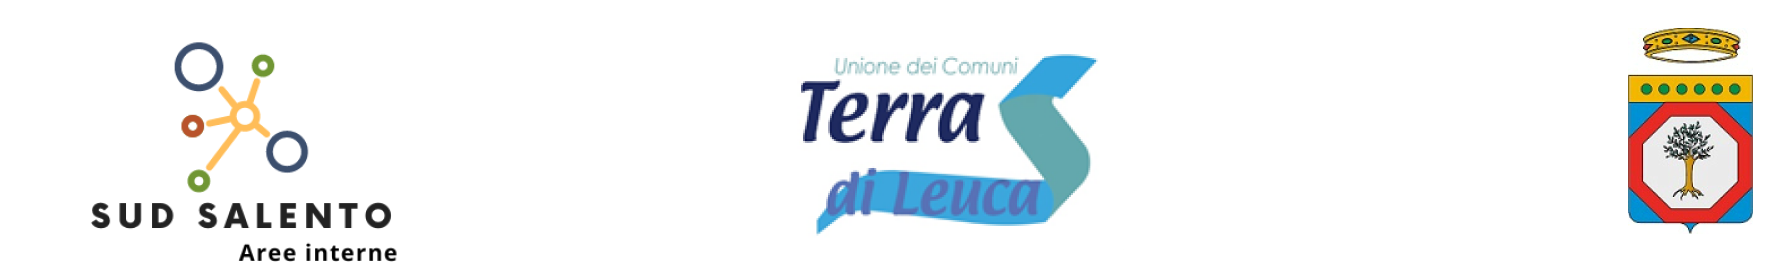 SUD SALENTO
Aree interne
Unione dei Comuni
Terra
di Leuca